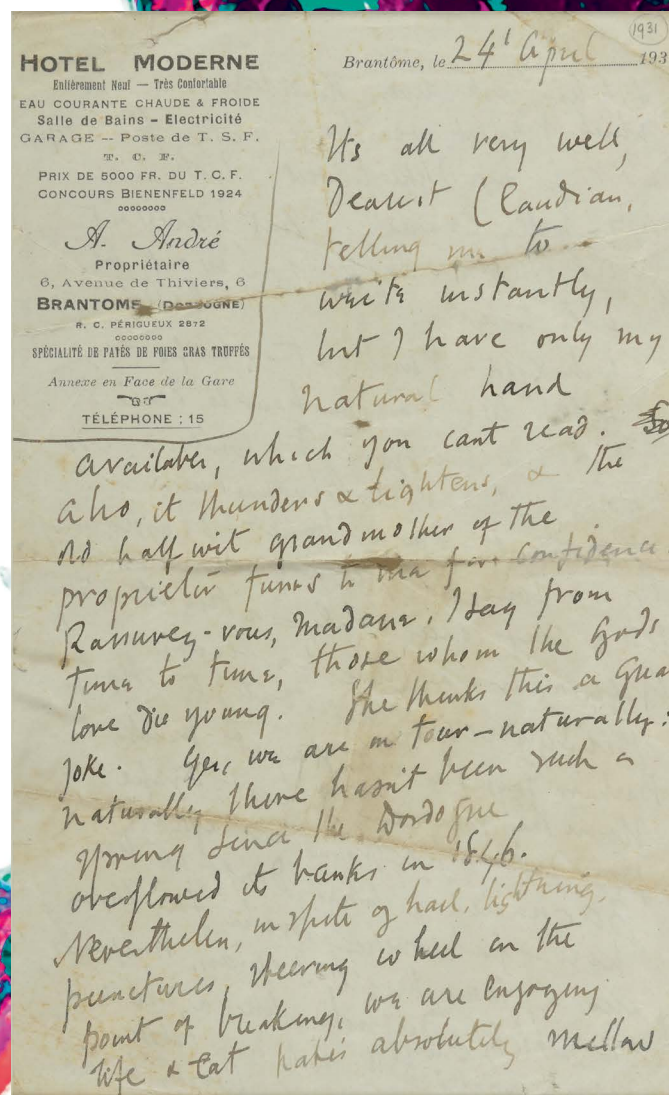 HOTEL MODERNE
Entièrement Neuf — Très Confortable
EAU COURANTE CHAUDE & FROIDE
Salle de Bains - Electricité
GARAGE -- Poste de T. S. F.
T. C. F.
PRIX DE 5000 FR. DU T. C. F.
CONCOURS BIENENFELD 1924
A. André
Propriétaire
6, Avenue de Thiviers, 6
BRANTOME (DORDOGNE)
R. C. PÉRIGUEUX 2872
SPÉCIALITÉ DE PATÉS DE FOIES GRAS TRUFFÉS
Annexe en Face de la Gare
TÉLÉPHONE : 15
1931
Brantôme, le 24t April 193
Its all very well,
Dearest Claudian,
telling me to
write instantly,
but I have only my
natural hand
available, which you cant read. So
also, it thunders & lightens, & the
old half wit grandmother of the
proprietor turns to me for confidence
Rassurez-vous, Madame, I say from
time to time, those whom the Gods
love die young. She thinks this a great
joke. Yes, we are on tour - naturally:
naturally there hasn't been such a
spring since the Dordogne
overflowed its banks in 1846.
Nevertheless, in spite of hail, lightning,
punctures, steering wheel on the
point of breaking, we are enjoying
life & eat patés absolutely mellow